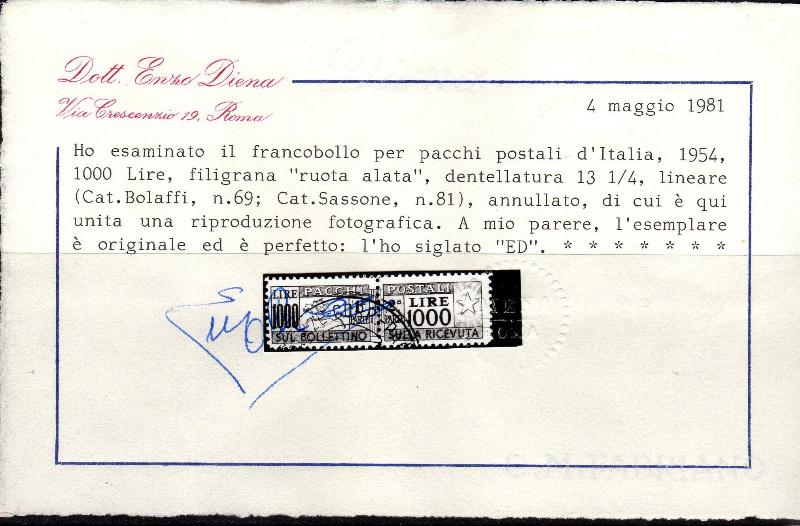 Dott. Enzo Diena
Via Crescenzio 19, Roma
4 maggio 1981
Ho esaminato il francobollo per pacchi postali d'Italia, 1954,
1000 Lire, filigrana "ruota alata", dentellatura 13 1/4, lineare
(Cat.Bolaffi, n.69; Cat.Sassone, n.81), annullato, di cui è qui
unita una riproduzione fotografica. A mio parere, l'esemplare
è originale ed è perfetto: l'ho siglato "ED". * * * * * * *
LIRE PACCHI POSTALI
1000 LIRE 1000
SUL BOLLETTINO SULLA RICEVUTA